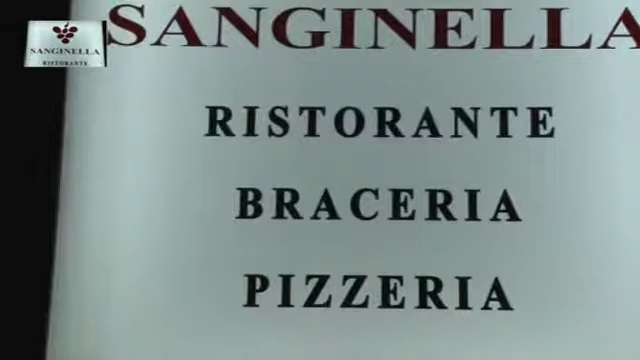 SANGINELLA
RISTORANTE
SANGINELLA
RISTORANTE
BRACERIA
PIZZERIA